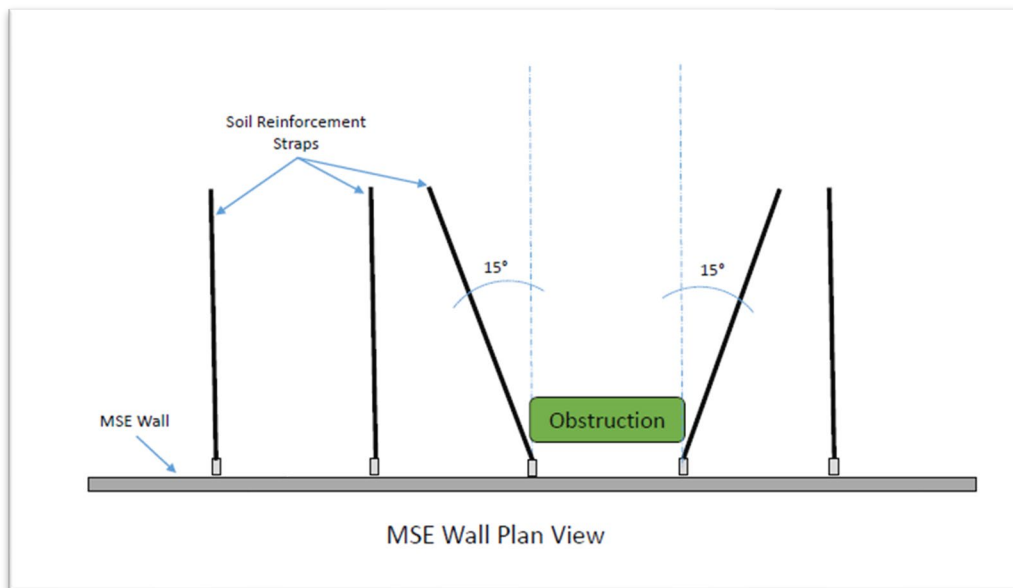 Soil Reinforcement
Straps
15°
15°
MSE Wall
Obstruction
MSE Wall Plan View